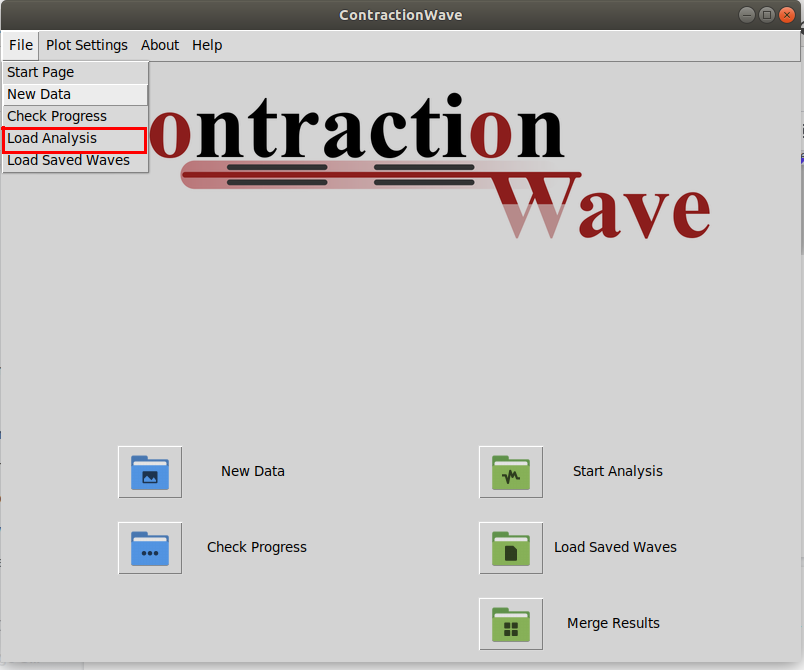 ContractionWave
File Plot Settings About Help
Start Page
New Data
Check Progress
Load Analysis
Load Saved Waves
ontraction
Wave
New Data Start Analysis
Check Progress Load Saved Waves
Merge Results